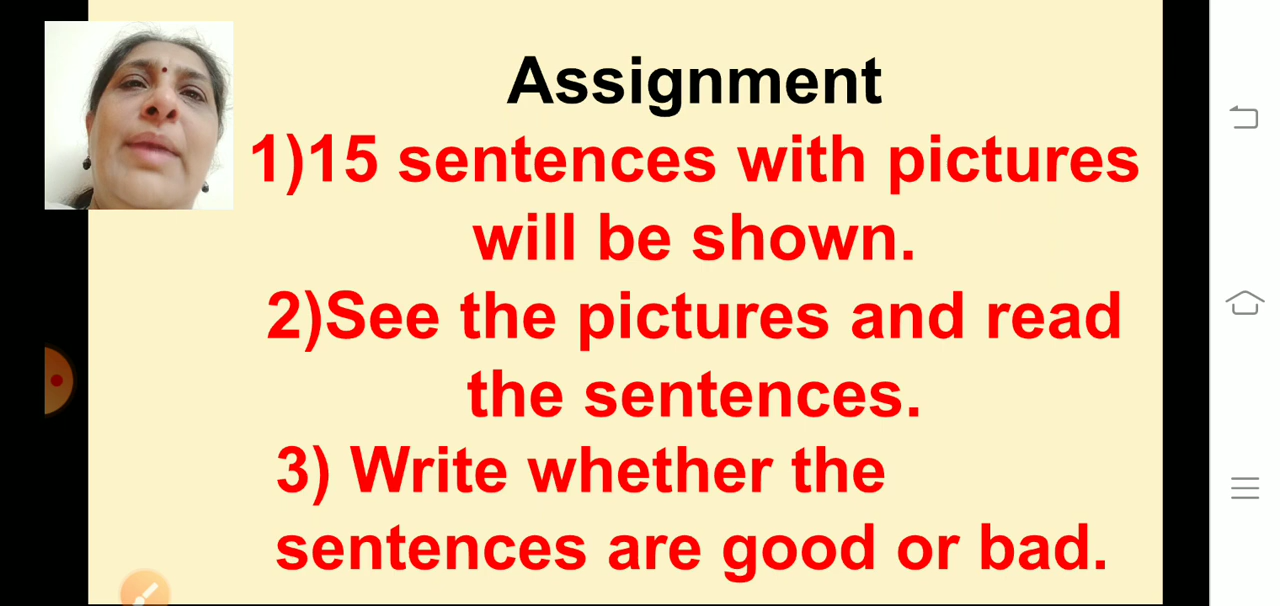 Assignment
1)15 sentences with pictures
will be shown.
2)See the pictures and read
the sentences.
3) Write whether the
sentences are good or bad.